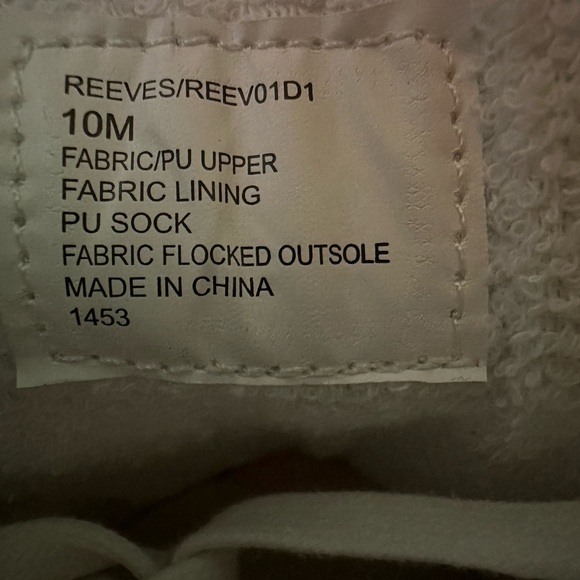 REEVES/REEV01D1
10M
FABRIC/PU UPPER
FABRIC LINING
PU SOCK
FABRIC FLOCKED OUTSOLE
MADE IN CHINA
1453